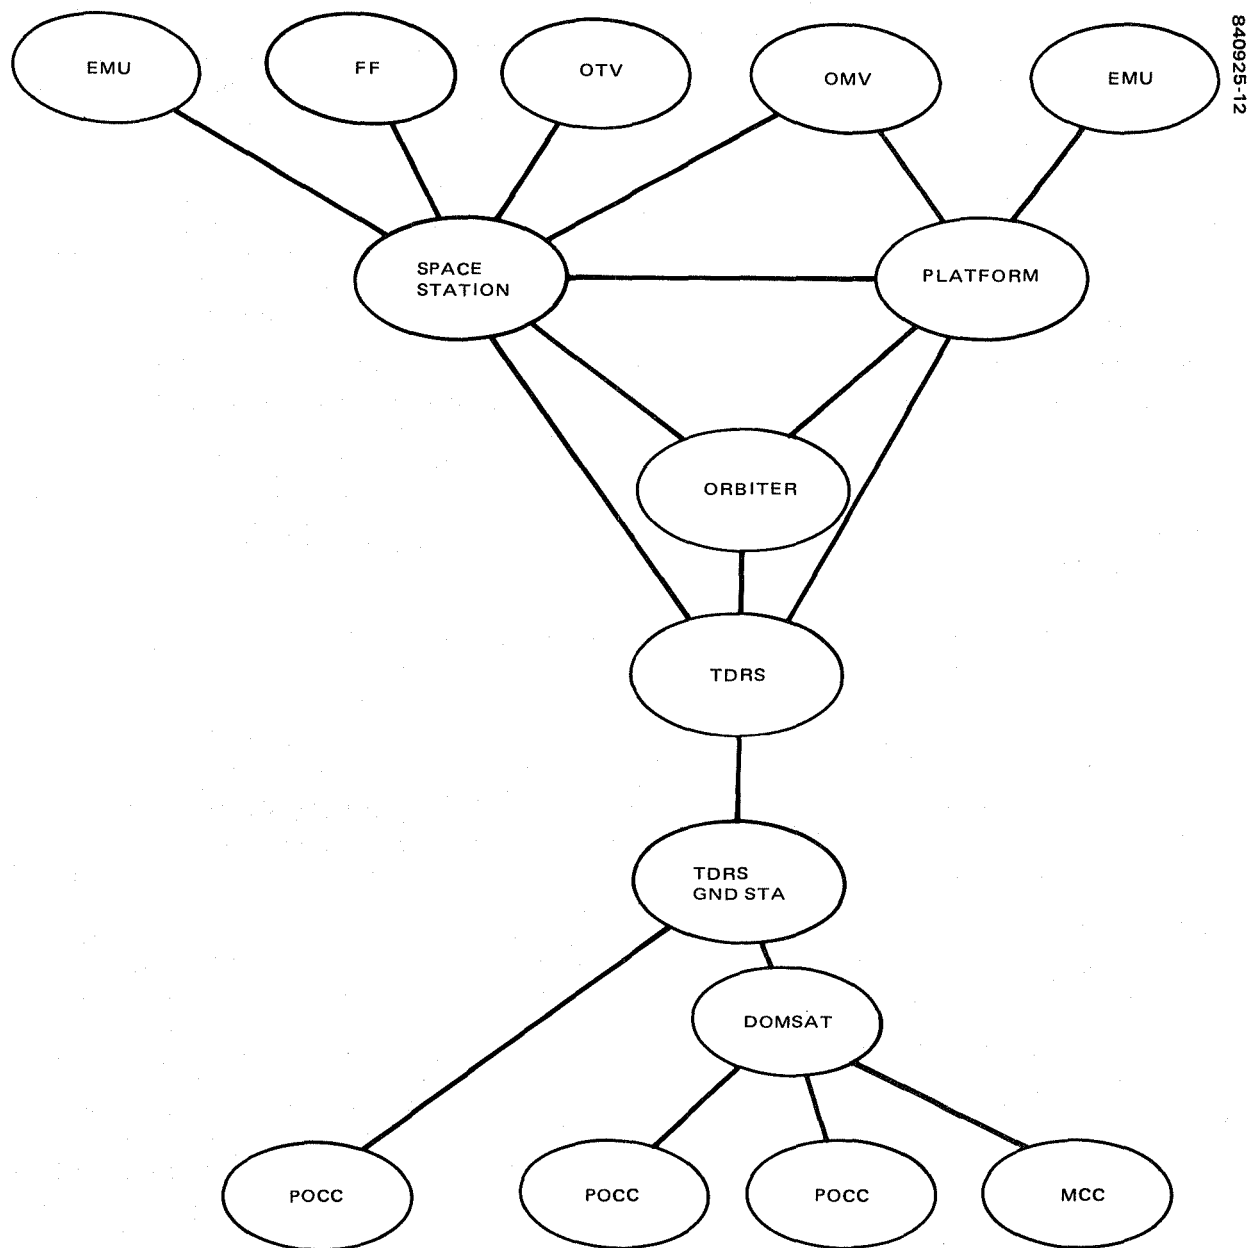 840925-12
EMU
FF
OTV
OMV
EMU
SPACE
STATION
PLATFORM
ORBITER
TDRS
TDRS
GND STA
DOMSAT
POCC
POCC
POCC
MCC